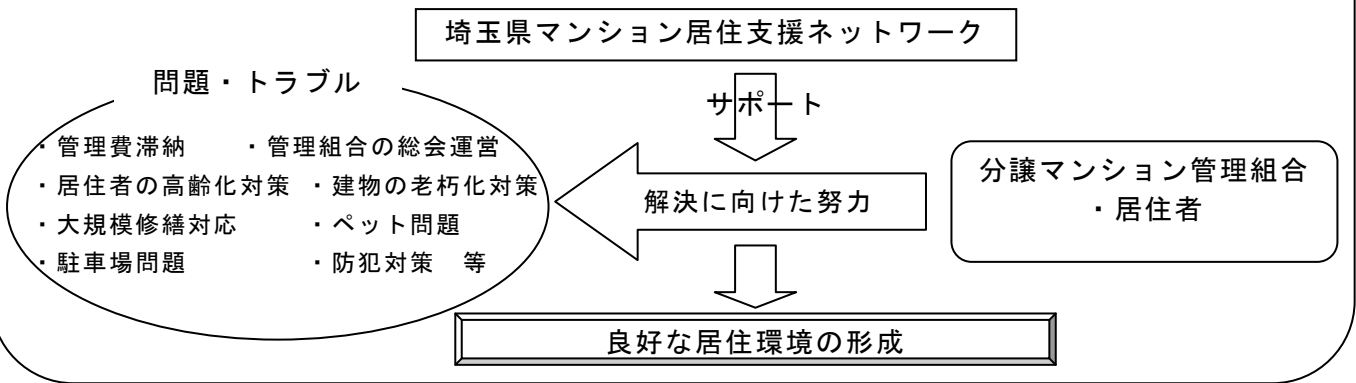 埼玉県マンション居住支援ネットワーク
問題・トラブル
サポート
・管理費滞納　・管理組合の総会運営
・居住者の高齢化対策　・建物の老朽化対策
・大規模修繕対応　・ペット問題
・駐車場問題　・防犯対策　等
解決に向けた努力
分譲マンション管理組合
・居住者
良好な居住環境の形成